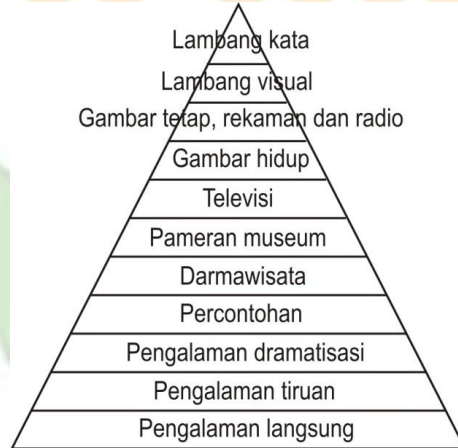 Lambang kata
Lambang visual
Gambar tetap, rekaman dan radio
Gambar hidup
Televisi
Pameran museum
Darmawisata
Percontohan
Pengalaman dramatisasi
Pengalaman tiruan
Pengalaman langsung